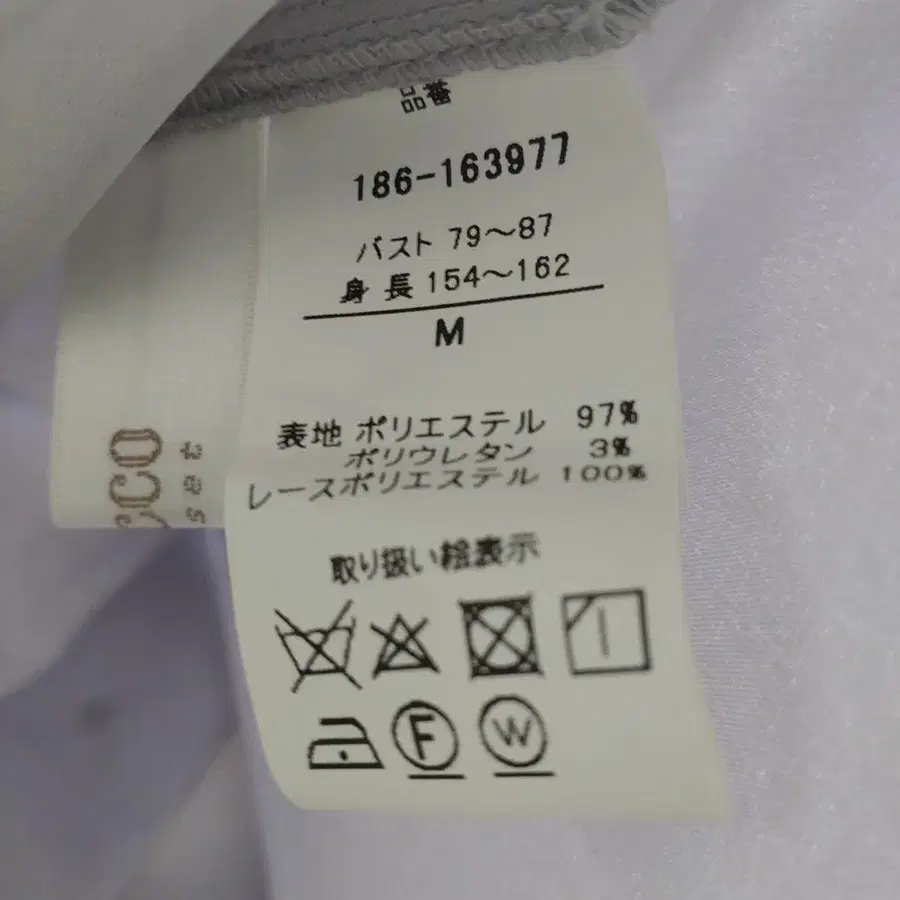 品番
186-163977
バスト 79〜87
身長 154〜162
M
表地 ポリエステル 97%
ポリウレタン 3%
レースポリエステル 100%
取り扱い絵表示
F
W
CO